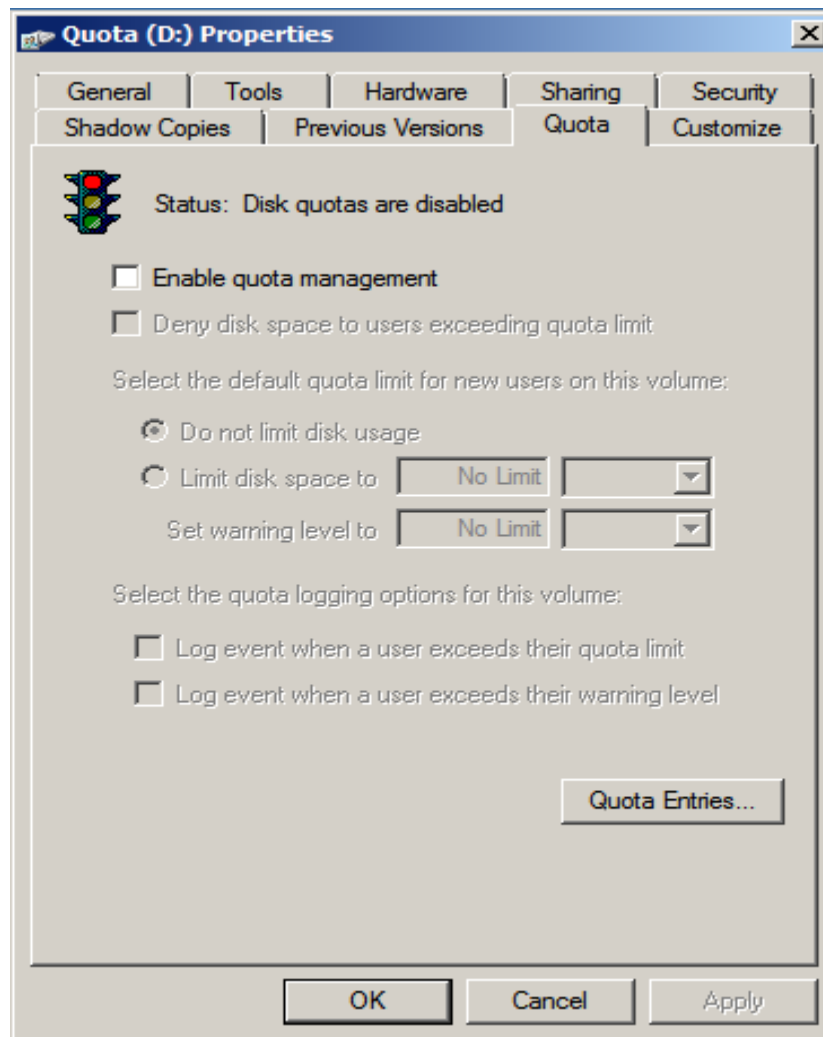 Quota (D:) Properties
General Tools Hardware Sharing Security
Shadow Copies Previous Versions Quota Customize
Status: Disk quotas are disabled
Enable quota management
Deny disk space to users exceeding quota limit
Select the default quota limit for new users on this volume:
Do not limit disk usage
Limit disk space to No Limit
Set warning level to No Limit
Select the quota logging options for this volume:
Log event when a user exceeds their quota limit
Log event when a user exceeds their warning level
Quota Entries...
OK Cancel Apply